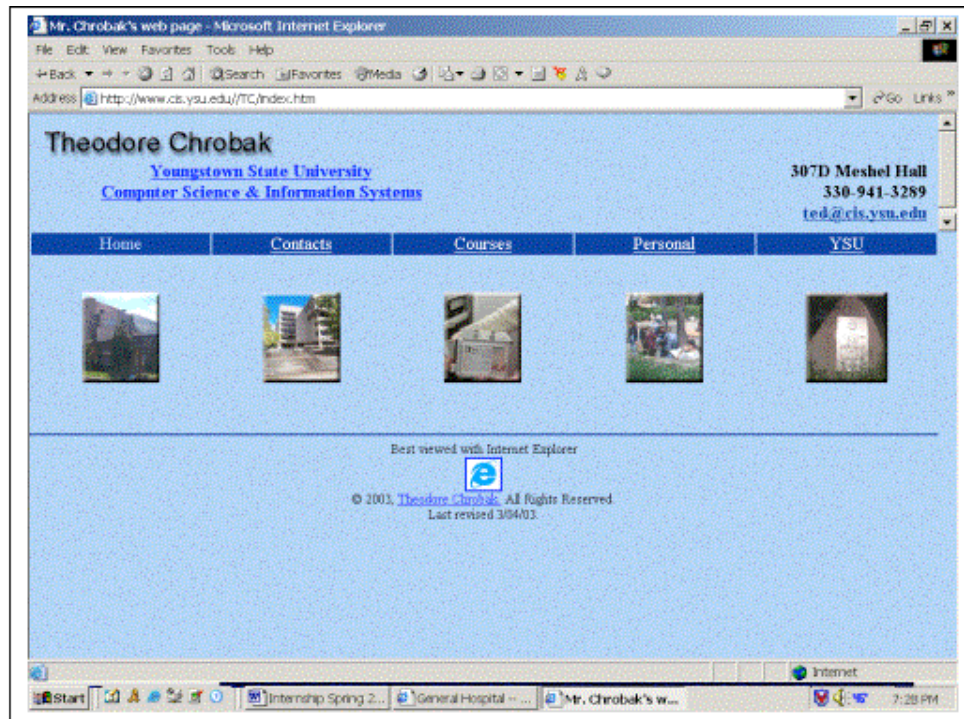 Mr. Chrobak's web page - Microsoft Internet Explorer
File Edit View Favorites Tools Help
Back Search Favorites Media
Address http://www.cis.ysu.edu//TC/index.htm Go Links »
Theodore Chrobak
Youngstown State University
Computer Science & Information Systems
307D Meshel Hall
330-941-3289
ted@cis.ysu.edu
Home Contacts Courses Personal YSU
Best viewed with Internet Explorer
© 2003, Theodore Chrobak. All Rights Reserved.
Last revised 3/04/03.
Internet
Start Internship Spring 2... General Hospital -- ... Mr. Chrobak's w... 7:28 PM